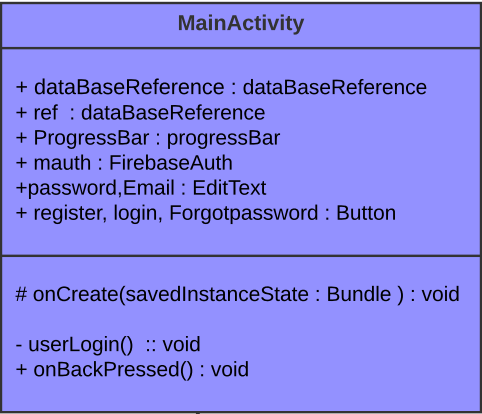 MainActivity
+ dataBaseReference : dataBaseReference
+ ref : dataBaseReference
+ ProgressBar : progressBar
+ mauth : FirebaseAuth
+password,Email : EditText
+ register, login, Forgotpassword : Button
# onCreate(savedInstanceState : Bundle ) : void
- userLogin() :: void
+ onBackPressed() : void